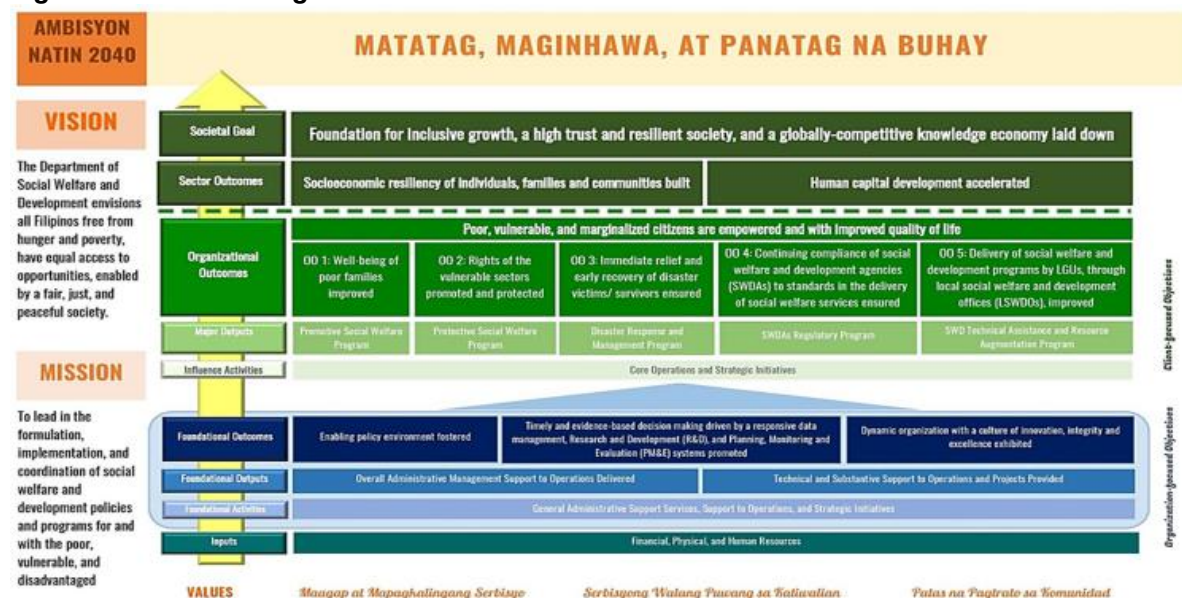 AMBISYON
NATIN 2040
MATATAG, MAGINHAWA, AT PANATAG NA BUHAY
VISION
The Department of
Social Welfare and
Development envisions
all Filipinos free from
hunger and poverty,
have equal access to
opportunities, enabled
by a fair, just, and
peaceful society.
MISSION
To lead in the
formulation,
implementation, and
coordination of social
welfare and
development policies
and programs for and
with the poor,
vulnerable, and
disadvantaged
Societal Goal
Foundation for inclusive growth, a high trust and resilient society, and a globally-competitive knowledge economy laid down
Sector Outcomes
Socioeconomic resiliency of individuals, families and communities built
Human capital development accelerated
Organizational
Outcomes
Poor, vulnerable, and marginalized citizens are empowered and with improved quality of life
OO 1: Well-being of
poor families
improved
OO 2: Rights of the
vulnerable sectors
promoted and protected
OO 3: Immediate relief and
early recovery of disaster
victims/ survivors ensured
OO 4: Continuing compliance of social
welfare and development agencies
(SWDAs) to standards in the delivery
of social welfare services ensured
OO 5: Delivery of social welfare and
development programs by LGUs, through
local social welfare and development
offices (LSWDOs), improved
Major Outputs
Promotive Social Welfare
Program
Protective Social Welfare
Program
Disaster Response and
Management Program
SWDAs Regulatory Program
SWD Technical Assistance and Resource
Augmentation Program
Influence Activities
Core Operations and Strategic Initiatives
Client-focused Objectives
Foundational Outcomes
Enabling policy environment fostered
Timely and evidence-based decision making driven by a responsive data
management, Research and Development (R&D), and Planning, Monitoring and
Evaluation (PM&E) systems promoted
Dynamic organization with a culture of innovation, integrity and
excellence exhibited
Foundational Outputs
Overall Administrative Management Support to Operations Delivered
Technical and Substantive Support to Operations and Projects Provided
Foundational Activities
General Administrative Support Services, Support to Operations, and Strategic Initiatives
Organization-focused Objectives
Inputs
Financial, Physical, and Human Resources
VALUES
Maagap at Mapagkalingang Serbisyo
Serbisyong Walang Puwang sa Katiwalian
Patas na Pagtrato sa Komunidad